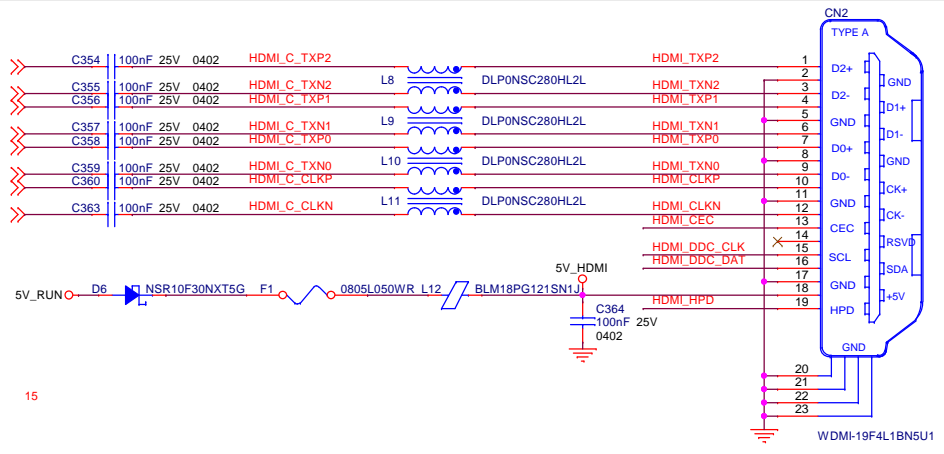 CN2
TYPE A
C354 100nF 25V 0402 HDMI_C_TXP2 HDMI_TXP2 1 D2+
L8 DLP0NSC280HL2L 2 GND
C355 100nF 25V 0402 HDMI_C_TXN2 HDMI_TXN2 3 D2-
C356 100nF 25V 0402 HDMI_C_TXP1 HDMI_TXP1 4 D1+
L9 DLP0NSC280HL2L 5 GND
C357 100nF 25V 0402 HDMI_C_TXN1 HDMI_TXN1 6 D1-
C358 100nF 25V 0402 HDMI_C_TXP0 HDMI_TXP0 7 D0+
L10 DLP0NSC280HL2L 8 GND
C359 100nF 25V 0402 HDMI_C_TXN0 HDMI_TXN0 9 D0-
C360 100nF 25V 0402 HDMI_C_CLKP HDMI_CLKP 10 CK+
L11 DLP0NSC280HL2L 11 GND
C363 100nF 25V 0402 HDMI_C_CLKN HDMI_CLKN 12 CK-
HDMI_CEC 13 CEC
14 RSVD
HDMI_DDC_CLK 15 SCL
HDMI_DDC_DAT 16 SDA
5V_HDMI 17 GND
5V_RUN D6 NSR10F30NXT5G F1 0805L050WR L12 BLM18PG121SN1J 18 +5V
HDMI_HPD 19 HPD
C364
100nF 25V
0402
GND
20
21
22
23
15
WDMI-19F4L1BN5U1